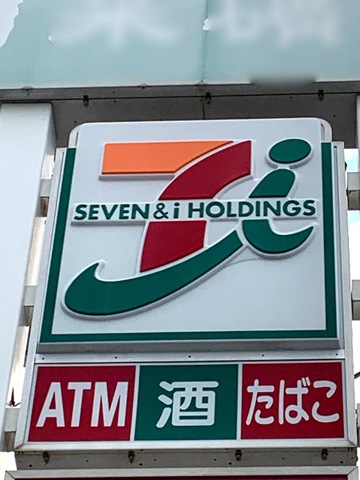 SEVEN & i HOLDINGS
ATM 酒 たばこ